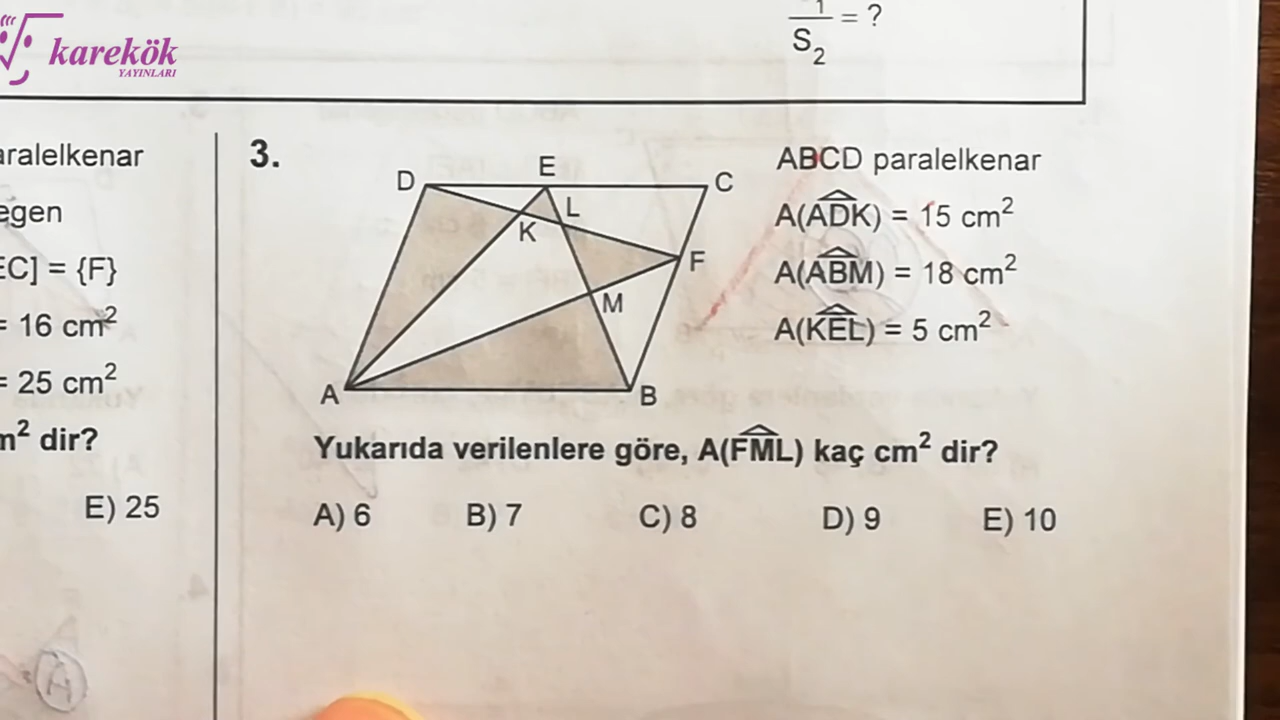 karekök
YAYINLARI
= ?
S2
aralelkenar
egen
EC] = {F}
= 16 cm²
= 25 cm²
m² dir?
E) 25
3.
D
E
C
L
K
F
M
A
B
ABCD paralelkenar
A(ADK) = 15 cm²
A(ABM) = 18 cm²
A(KEL) = 5 cm²
Yukarıda verilenlere göre, A(FML) kaç cm² dir?
A) 6 B) 7 C) 8 D) 9 E) 10
A